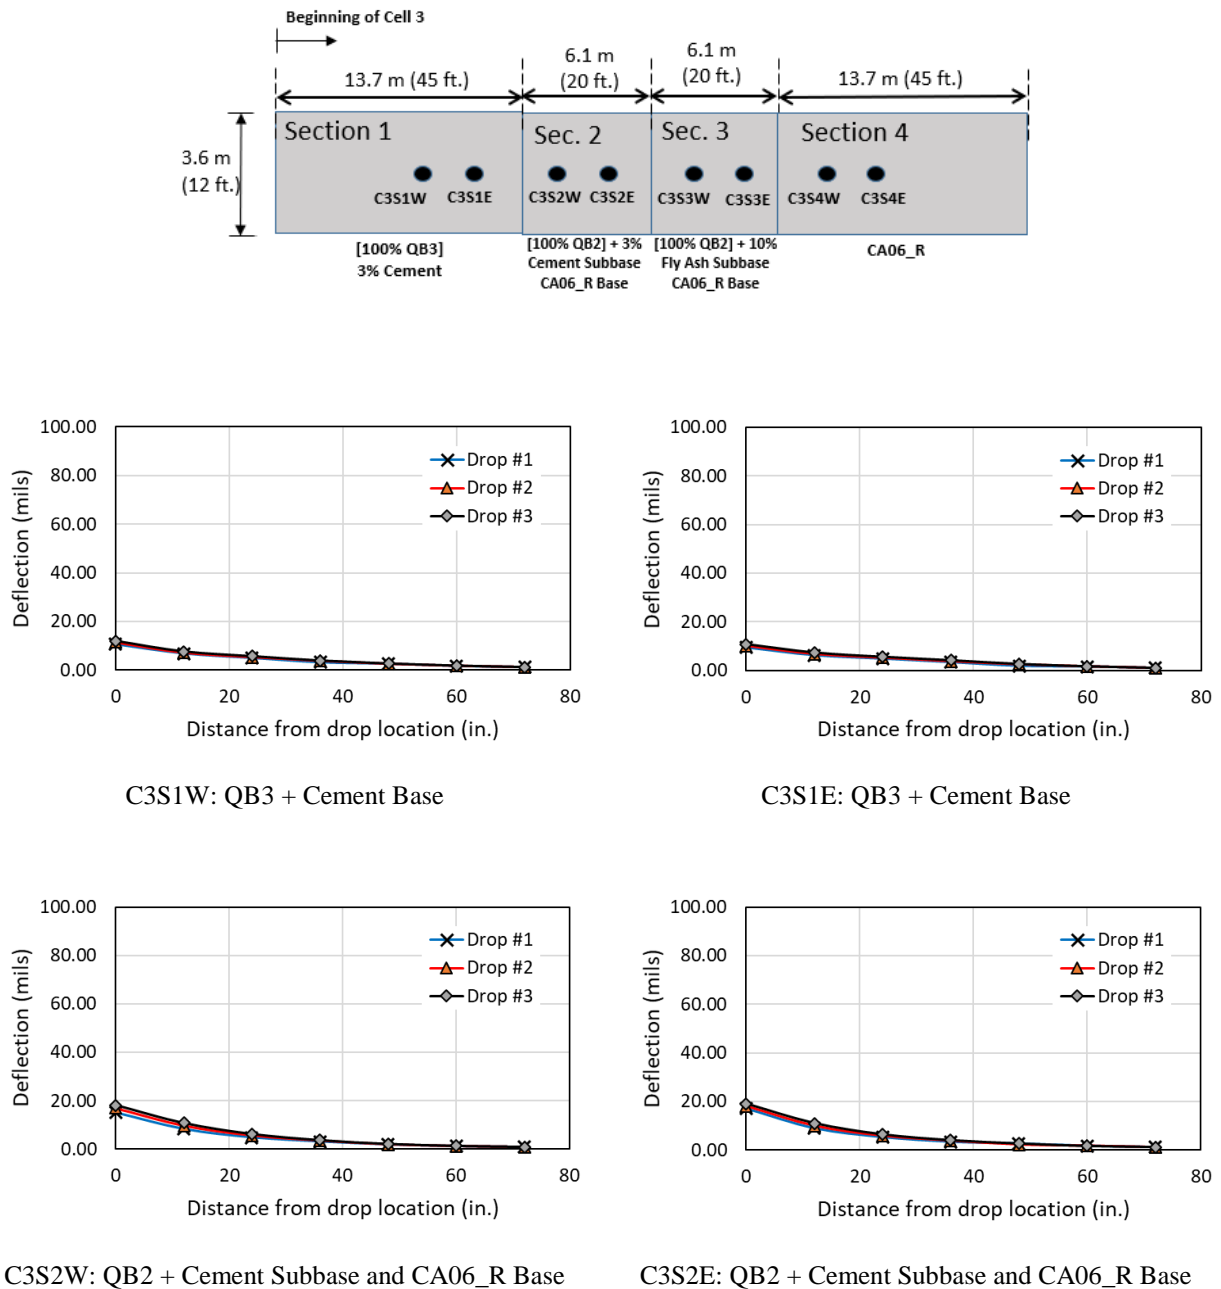 Beginning of Cell 3
13.7 m (45 ft.)
6.1 m
(20 ft.)
6.1 m
(20 ft.)
13.7 m (45 ft.)
3.6 m
(12 ft.)
Section 1
Sec. 2
Sec. 3
Section 4
C3S1W C3S1E C3S2W C3S2E C3S3W C3S3E C3S4W C3S4E
[100% QB3]
3% Cement
[100% QB2] + 3%
Cement Subbase
CA06_R Base
[100% QB2] + 10%
Fly Ash Subbase
CA06_R Base
CA06_R
Deflection (mils)
100.00
80.00
60.00
40.00
20.00
0.00
Drop #1
Drop #2
Drop #3
0 20 40 60 80
Distance from drop location (in.)
C3S1W: QB3 + Cement Base
Deflection (mils)
100.00
80.00
60.00
40.00
20.00
0.00
Drop #1
Drop #2
Drop #3
0 20 40 60 80
Distance from drop location (in.)
C3S1E: QB3 + Cement Base
Deflection (mils)
100.00
80.00
60.00
40.00
20.00
0.00
Drop #1
Drop #2
Drop #3
0 20 40 60 80
Distance from drop location (in.)
C3S2W: QB2 + Cement Subbase and CA06_R Base
Deflection (mils)
100.00
80.00
60.00
40.00
20.00
0.00
Drop #1
Drop #2
Drop #3
0 20 40 60 80
Distance from drop location (in.)
C3S2E: QB2 + Cement Subbase and CA06_R Base